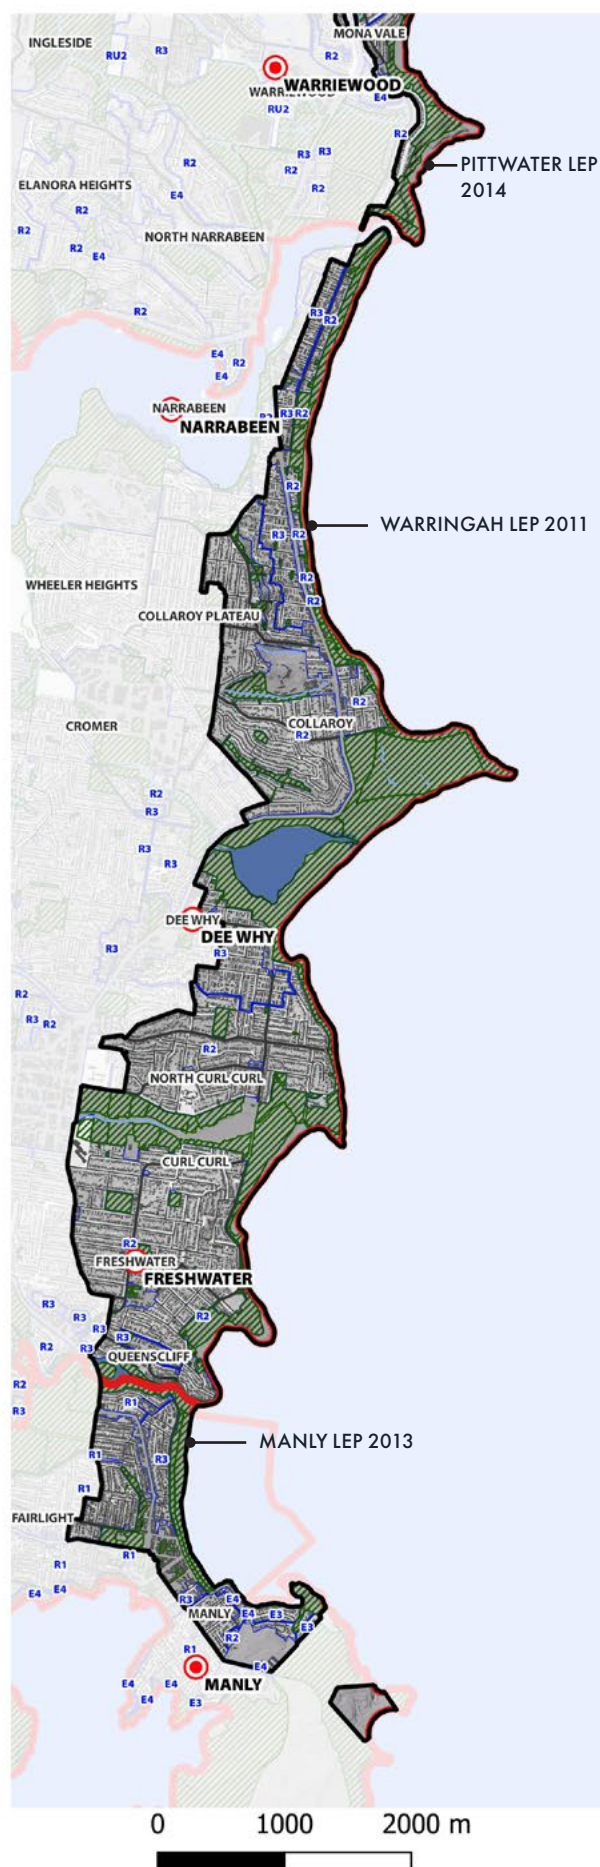 MONA VALE
INGLESIDE
RU2
R3
R2
WARRIEWOOD
E4
RU2
R2
R3
R3
R2
PITTWATER LEP
2014
R2
R2
ELANORA HEIGHTS
E4
R2
R2
R2
E4
NORTH NARRABEEN
R2
R3
R2
E4
R2
E4
NARRABEEN
R3
R2
NARRABEEN
R2
WARRINGAH LEP 2011
R3
R2
R2
WHEELER HEIGHTS
R2
COLLAROY PLATEAU
R2
COLLAROY
CROMER
R2
R2
R3
R3
R3
DEE WHY
DEE WHY
R3
R3
R2
R3
R2
R2
NORTH CURL CURL
CURL CURL
R2
FRESHWATER
FRESHWATER
R3
R3
R2
R3
R3
R2
R3
QUEENSCLIFF
R2
R1
R3
MANLY LEP 2013
R1
R3
R1
FAIRLIGHT
R1
R1
E4
E4
R3
E4
MANLY
E4
E3
E3
R2
R1
E4
MANLY
E4
E4
E4
E3
0 1000 2000 m